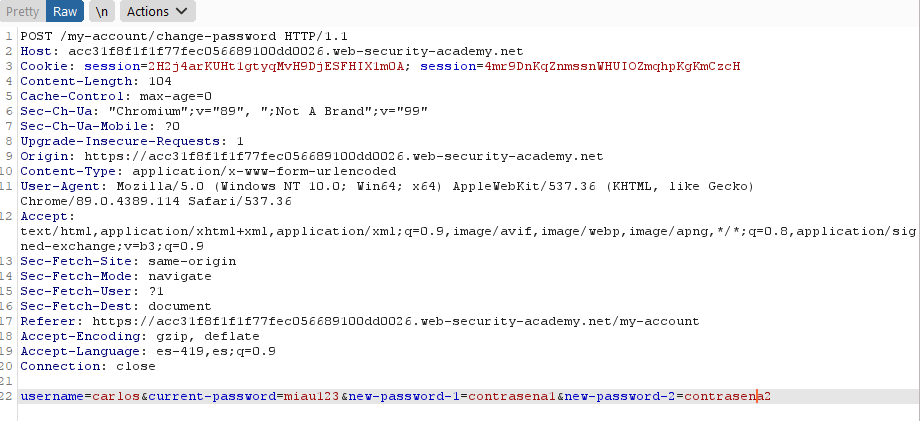 Pretty Raw \n Actions
1 POST /my-account/change-password HTTP/1.1
2 Host: acc31f8f1f1f77fec056689100dd0026.web-security-academy.net
3 Cookie: session=2H2j4arKUHt1gtyqMvH9DjESFHIX1m0A; session=4mr9DnKqZnmssnWHUIOZmqhpKgKmCzcH
4 Content-Length: 104
5 Cache-Control: max-age=0
6 Sec-Ch-Ua: "Chromium";v="89", ";Not A Brand";v="99"
7 Sec-Ch-Ua-Mobile: ?0
8 Upgrade-Insecure-Requests: 1
9 Origin: https://acc31f8f1f1f77fec056689100dd0026.web-security-academy.net
10 Content-Type: application/x-www-form-urlencoded
11 User-Agent: Mozilla/5.0 (Windows NT 10.0; Win64; x64) AppleWebKit/537.36 (KHTML, like Gecko)
Chrome/89.0.4389.114 Safari/537.36
12 Accept:
text/html,application/xhtml+xml,application/xml;q=0.9,image/avif,image/webp,image/apng,*/*;q=0.8,application/sig
ned-exchange;v=b3;q=0.9
13 Sec-Fetch-Site: same-origin
14 Sec-Fetch-Mode: navigate
15 Sec-Fetch-User: ?1
16 Sec-Fetch-Dest: document
17 Referer: https://acc31f8f1f1f77fec056689100dd0026.web-security-academy.net/my-account
18 Accept-Encoding: gzip, deflate
19 Accept-Language: es-419,es;q=0.9
20 Connection: close
21
22 username=carlos&current-password=miau123&new-password-1=contrasena1&new-password-2=contrasena2